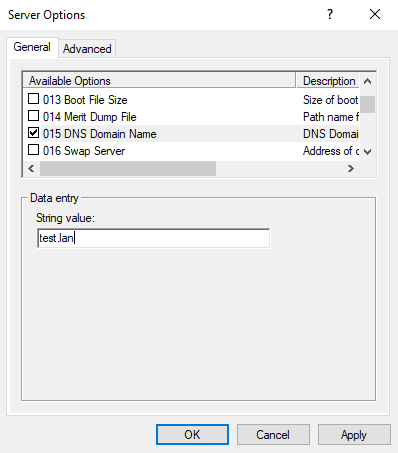 Server Options
General
Advanced
Available Options
Description
013 Boot File Size
Size of boot
014 Merit Dump File
Path name f
015 DNS Domain Name
DNS Domai
016 Swap Server
Address of
Data entry
String value:
test.lan
OK
Cancel
Apply